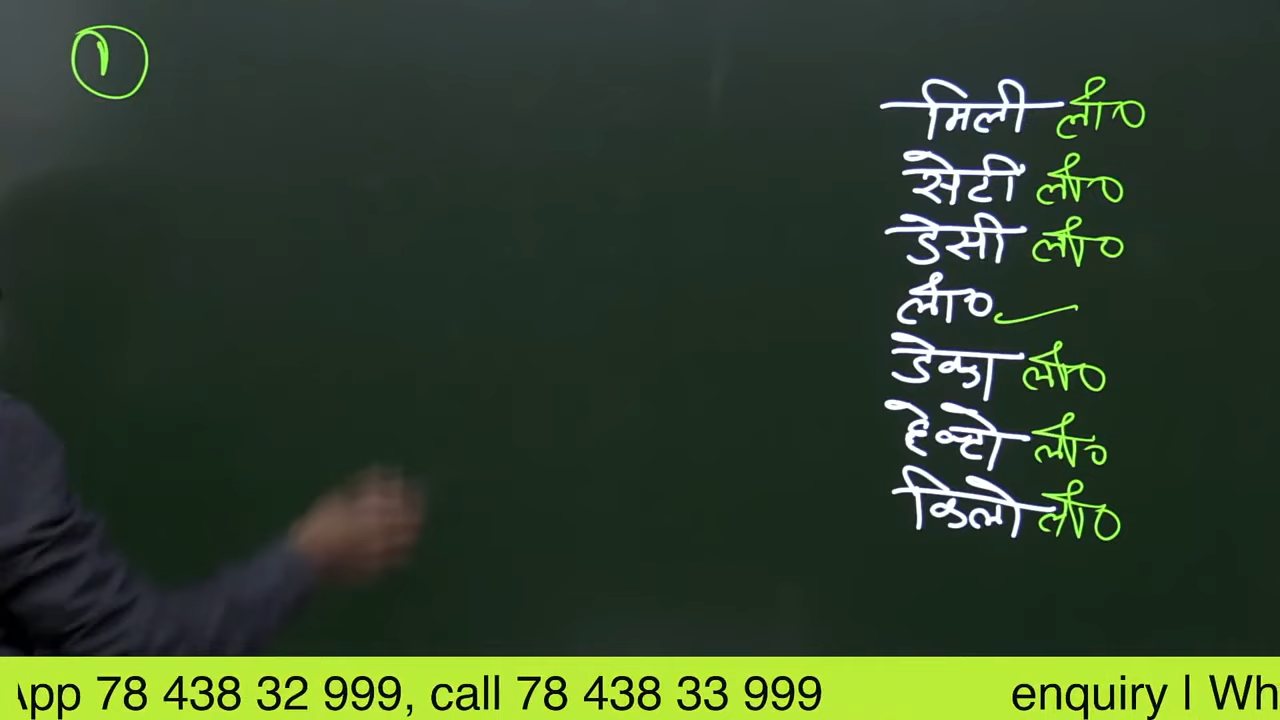 १
मिली ली०
सेंटी ली०
डेसी ली०
ली०
डेका ली०
हेक्टो ली०
किलो ली०
App 78 438 32 999, call 78 438 33 999 enquiry | Wh